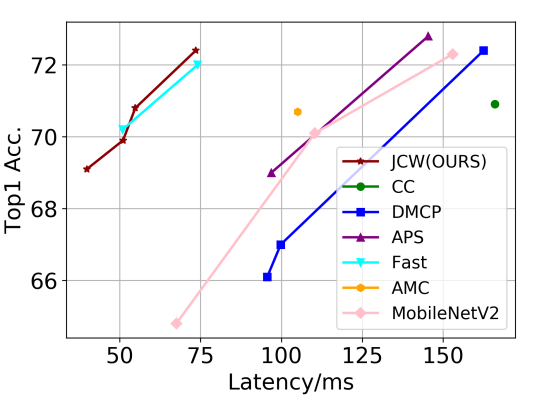 72
70
68
66
Top1 Acc.
JCW(OURS)
CC
DMCP
APS
Fast
AMC
MobileNetV2
50 75 100 125 150
Latency/ms